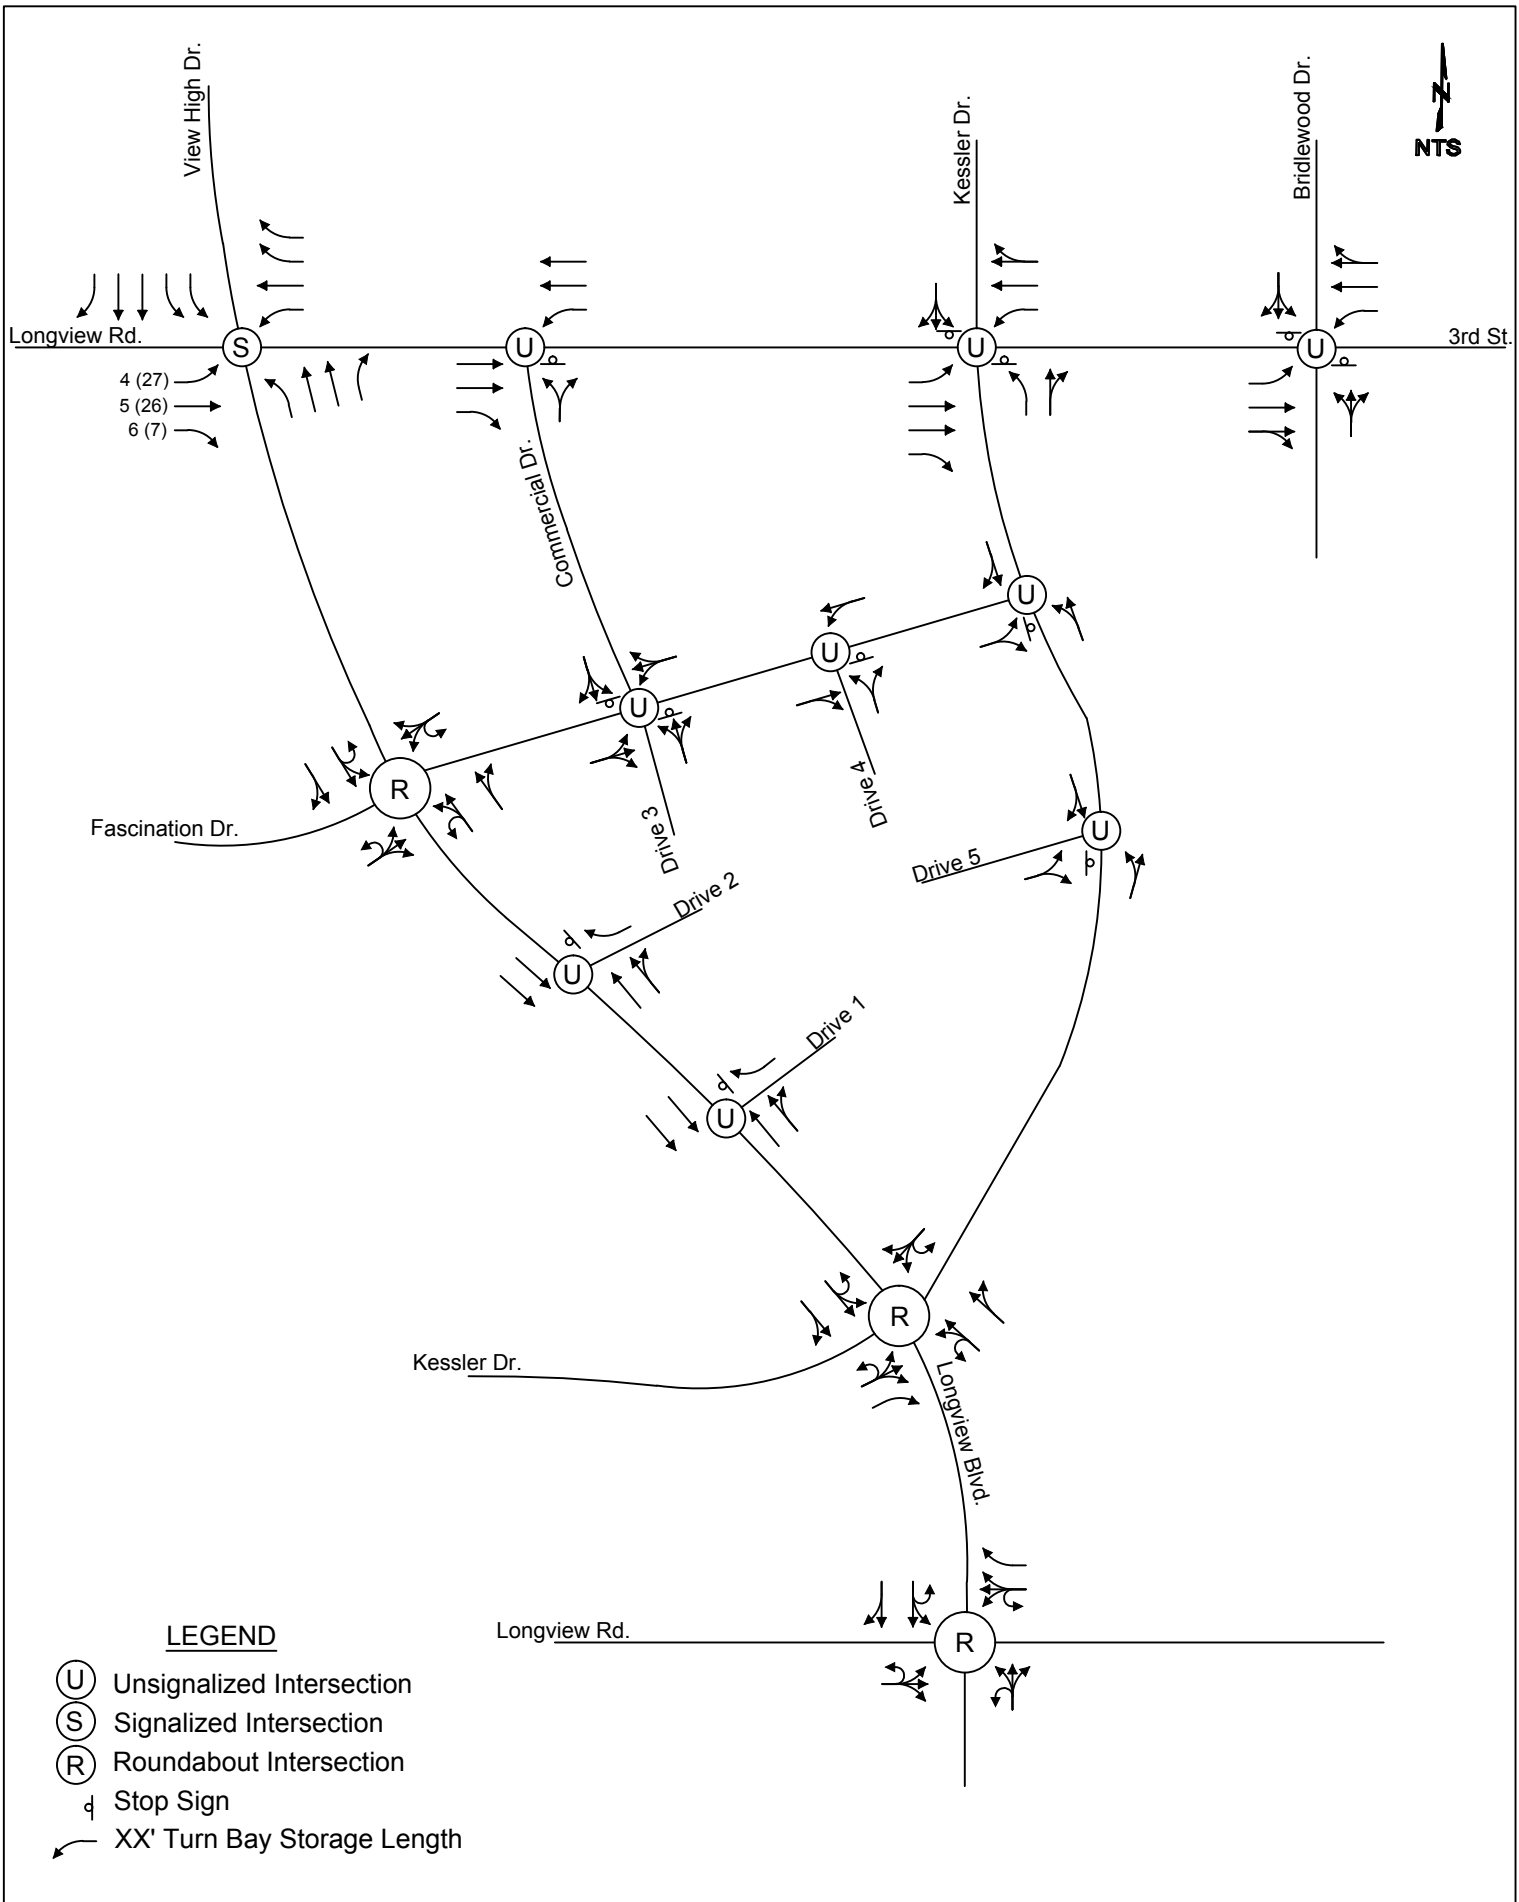 View High Dr.
Kessler Dr.
Bridlewood Dr.
N
NTS
Longview Rd.
S
U
U
U
3rd St.
4 (27)
5 (26)
6 (7)
Commercial Dr.
U
U
U
R
Drive 4
Drive 3
Fascination Dr.
U
Drive 5
Drive 2
U
Drive 1
U
R
Kessler Dr.
Longview Blvd.
Longview Rd.
R
LEGEND
U Unsignalized Intersection
S Signalized Intersection
R Roundabout Intersection
Stop Sign
XX' Turn Bay Storage Length